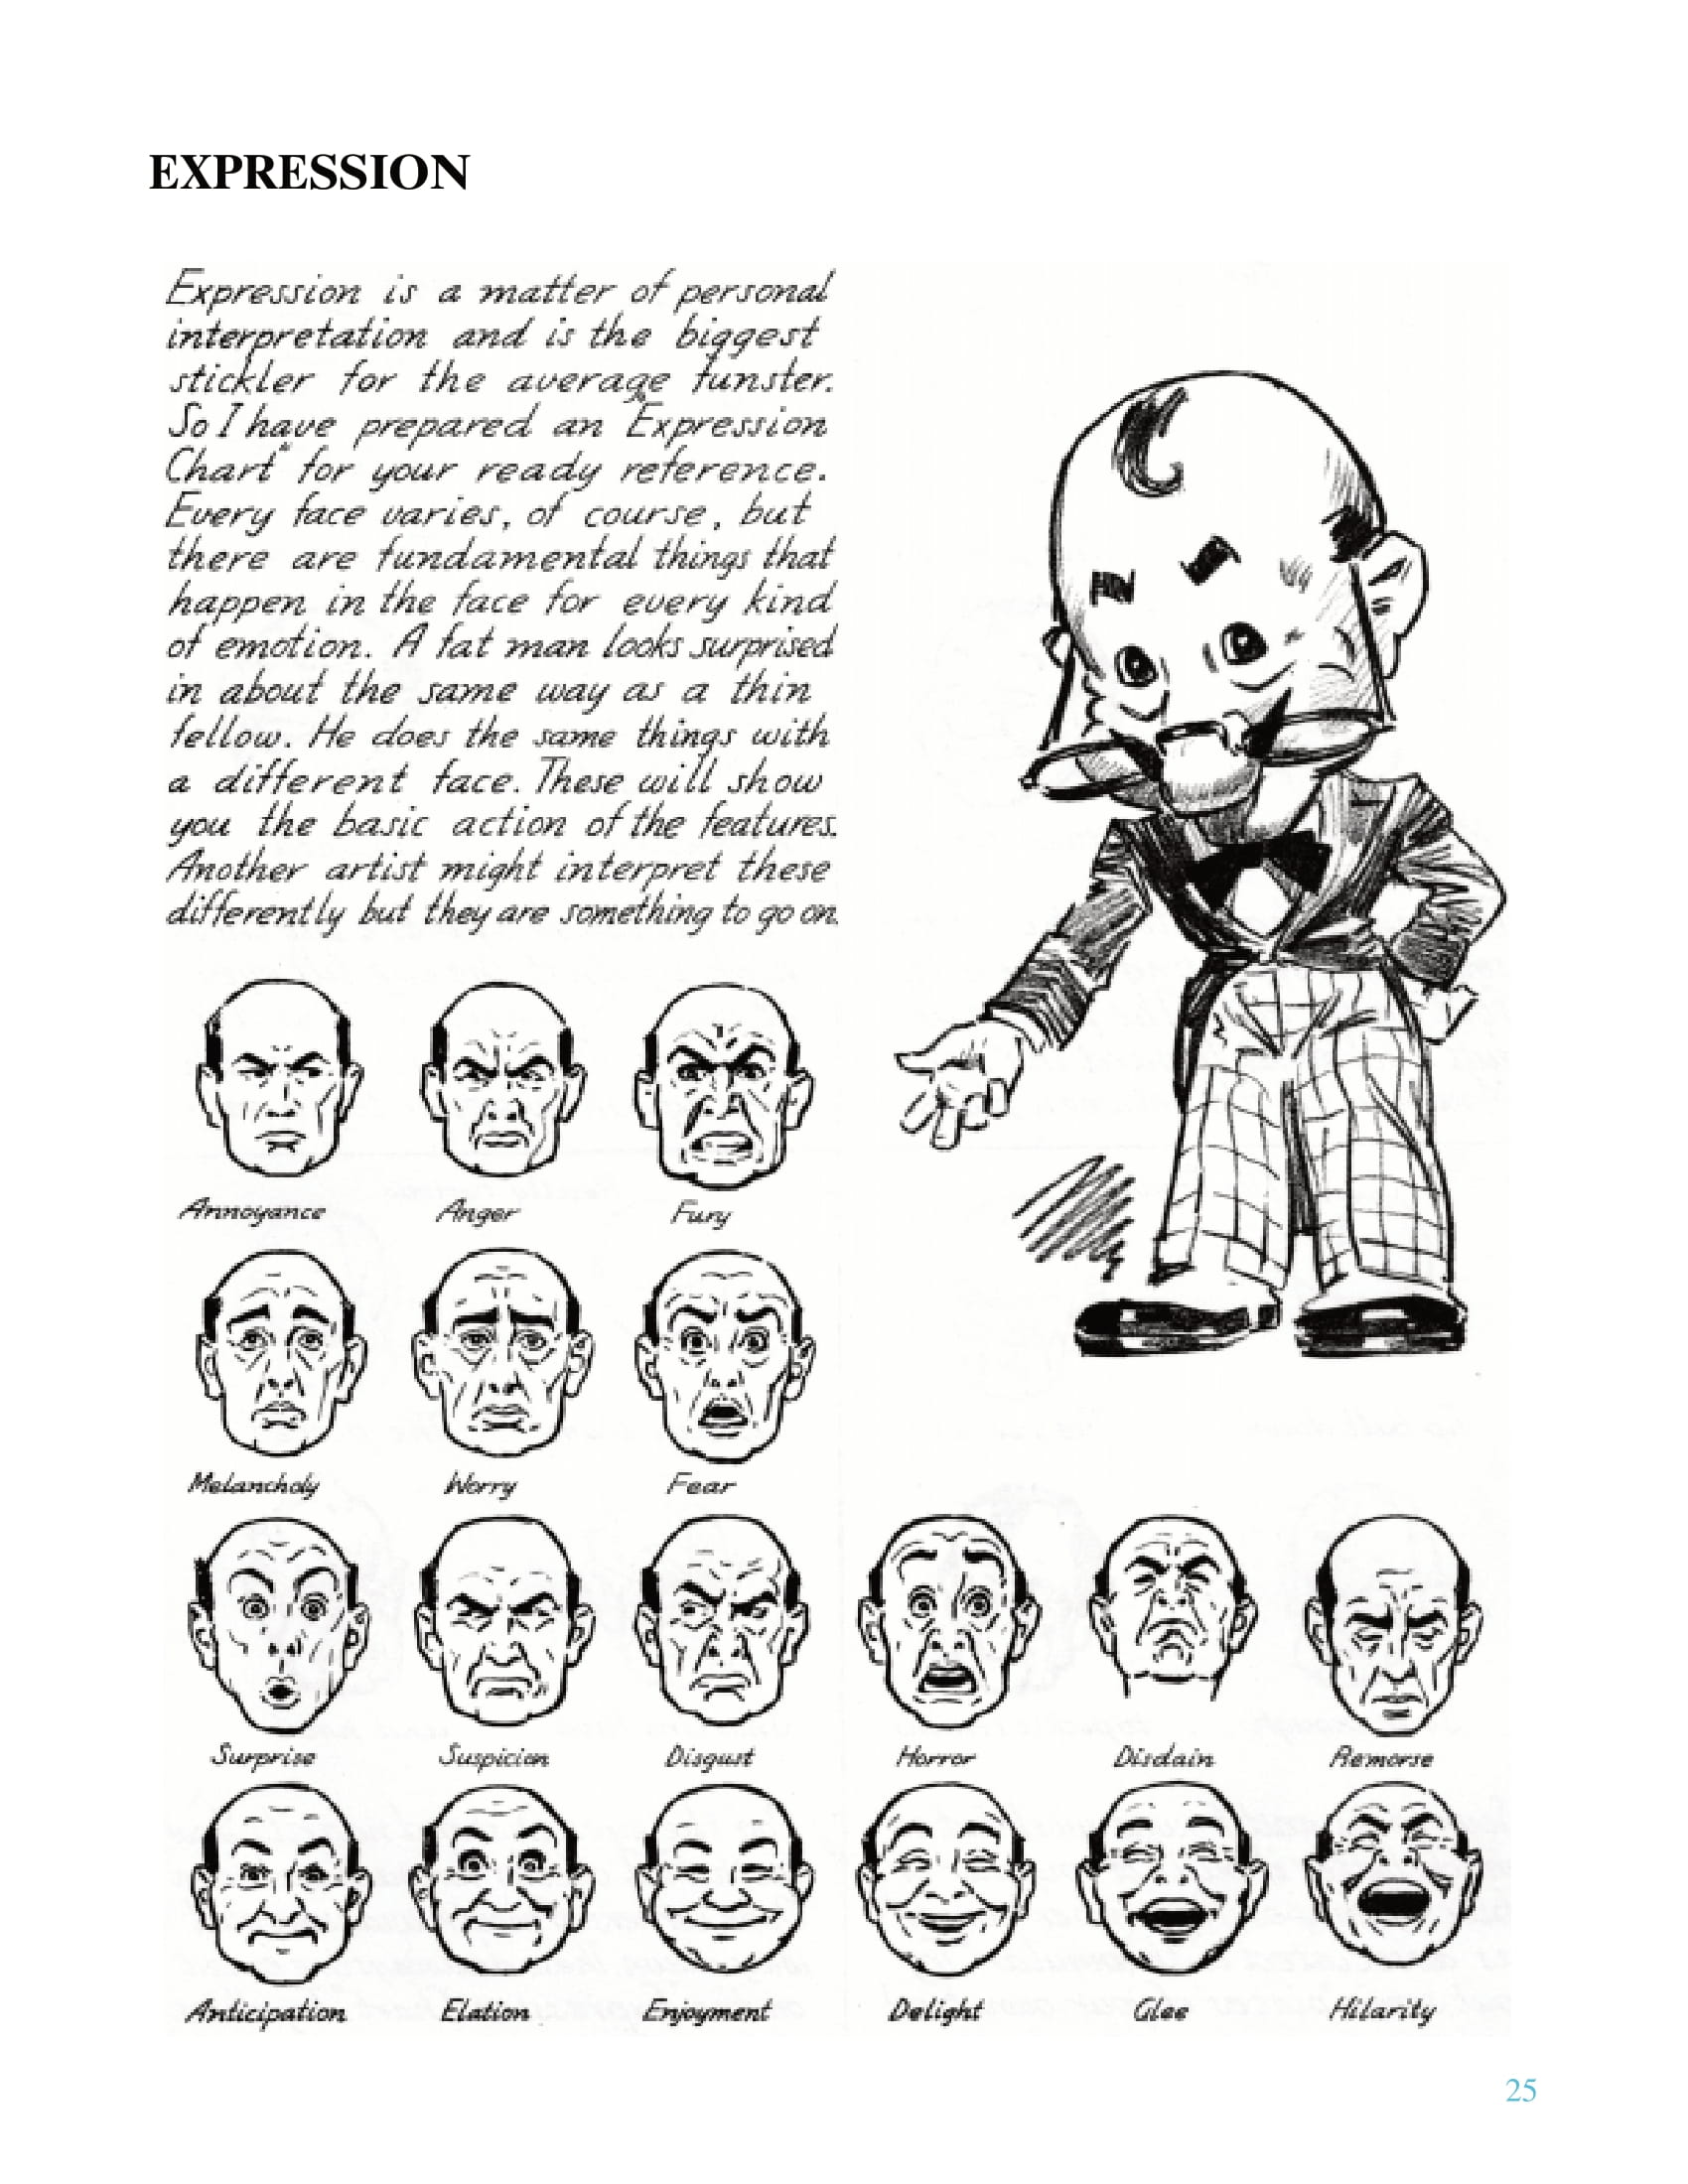 EXPRESSION
Expression is a matter of personal
interpretation and is the biggest
stickler for the average funster.
So I have prepared an "Expression
Chart" for your ready reference.
Every face varies, of course, but
there are fundamental things that
happen in the face for every kind
of emotion. A fat man looks surprised
in about the same way as a thin
fellow. He does the same things with
a different face. These will show
you the basic action of the features.
Another artist might interpret these
differently but they are something to go on.
Annoyance Anger Fury
Melancholy Worry Fear
Surprise Suspicion Disgust Horror Disdain Remorse
Anticipation Elation Enjoyment Delight Glee Hilarity
25